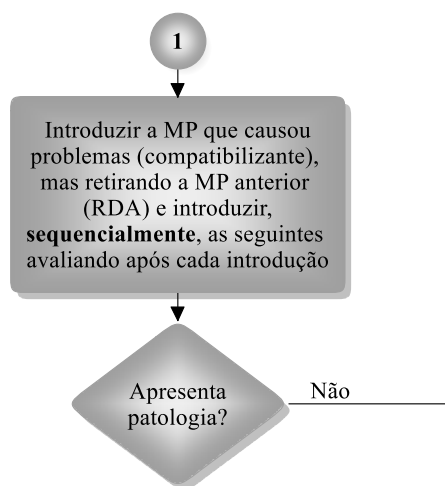 1
Introduzir a MP que causou
problemas (compatibilizante),
mas retirando a MP anterior
(RDA) e introduzir,
sequencialmente, as seguintes
avaliando após cada introdução
Apresenta
patologia?
Não